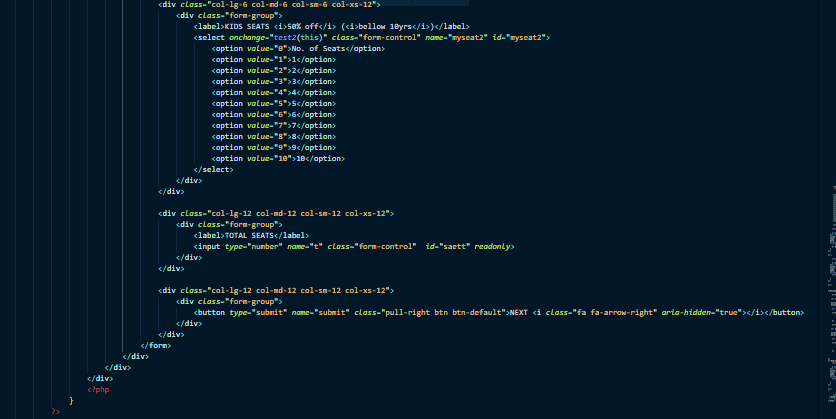 <div class="col-lg-6 col-md-6 col-sm-6 col-xs-12">
<div class="form-group">
<label>KIDS SEATS <i>50% off</i> (<i>bellow 10yrs</i>)</label>
<select onchange="test2(this)" class="form-control" name="myseat2" id="myseat2">
<option value="0">No. of Seats</option>
<option value="1">1</option>
<option value="2">2</option>
<option value="3">3</option>
<option value="4">4</option>
<option value="5">5</option>
<option value="6">6</option>
<option value="7">7</option>
<option value="8">8</option>
<option value="9">9</option>
<option value="10">10</option>
</select>
</div>
</div>
<div class="col-lg-12 col-md-12 col-sm-12 col-xs-12">
<div class="form-group">
<label>TOTAL SEATS</label>
<input type="number" name="t" class="form-control"  id="saett" readonly>
</div>
</div>
<div class="col-lg-12 col-md-12 col-sm-12 col-xs-12">
<div class="form-group">
<button type="submit" name="submit" class="pull-right btn btn-default">NEXT <i class="fa fa-arrow-right" aria-hidden="true"></i></button>
</div>
</div>
</form>
</div>
</div>
</div>
<?php
}
?>